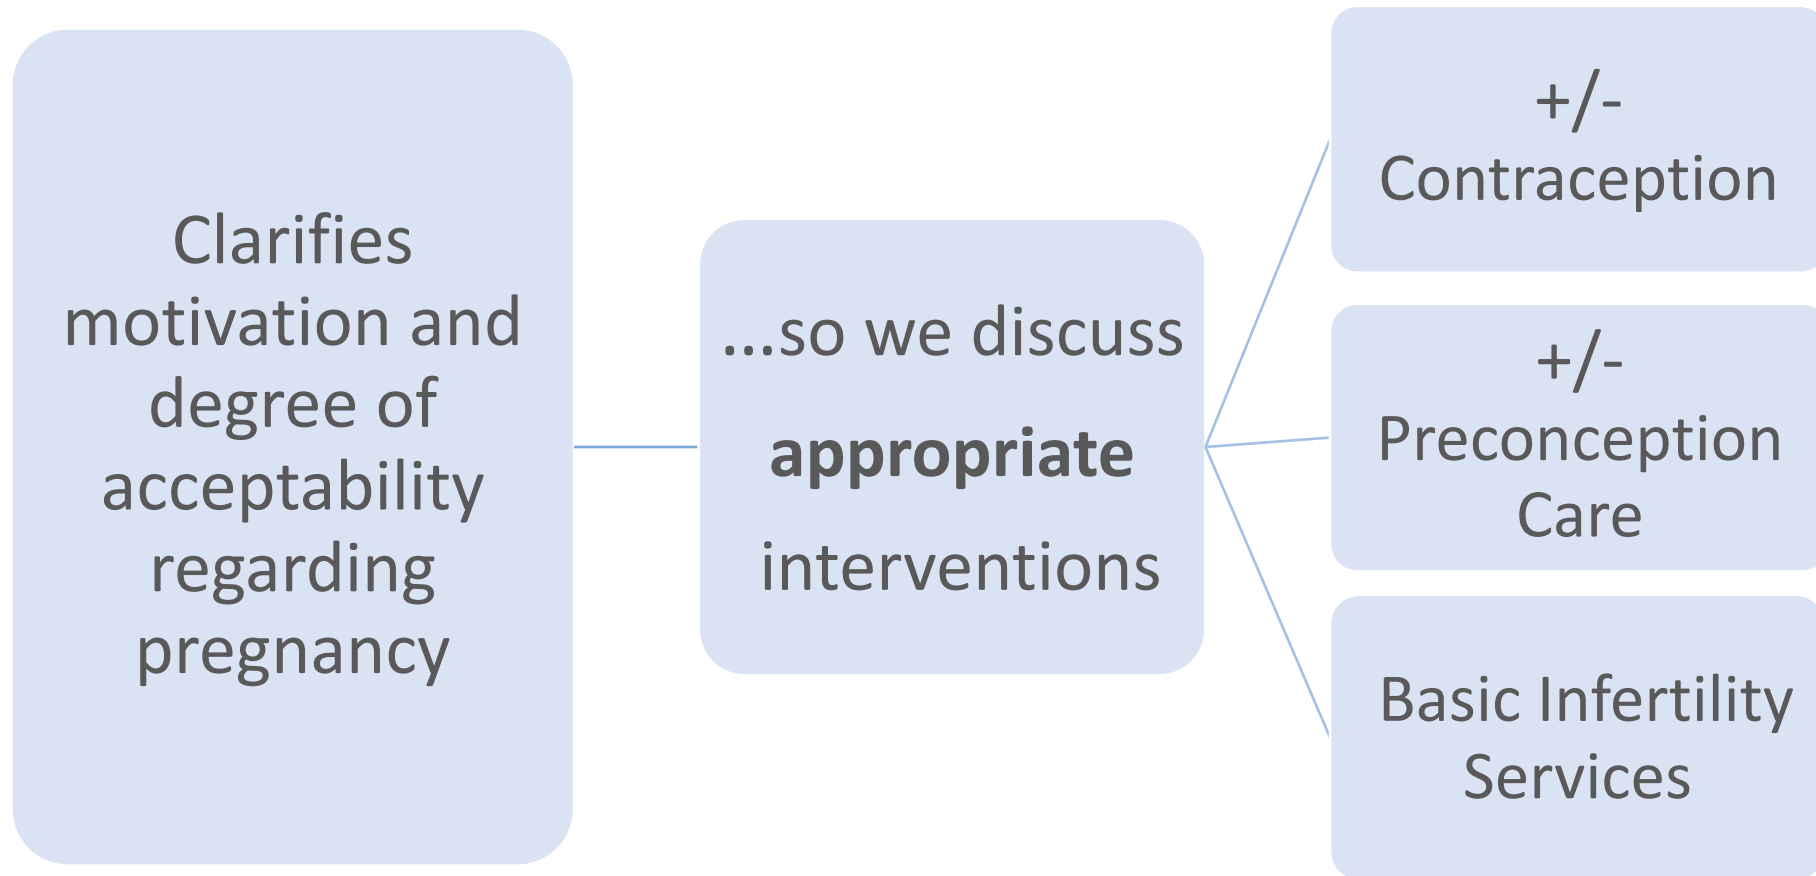 Clarifies
motivation and
degree of
acceptability
regarding
pregnancy
...so we discuss
appropriate
interventions
+/-
Contraception
+/-
Preconception
Care
Basic Infertility
Services